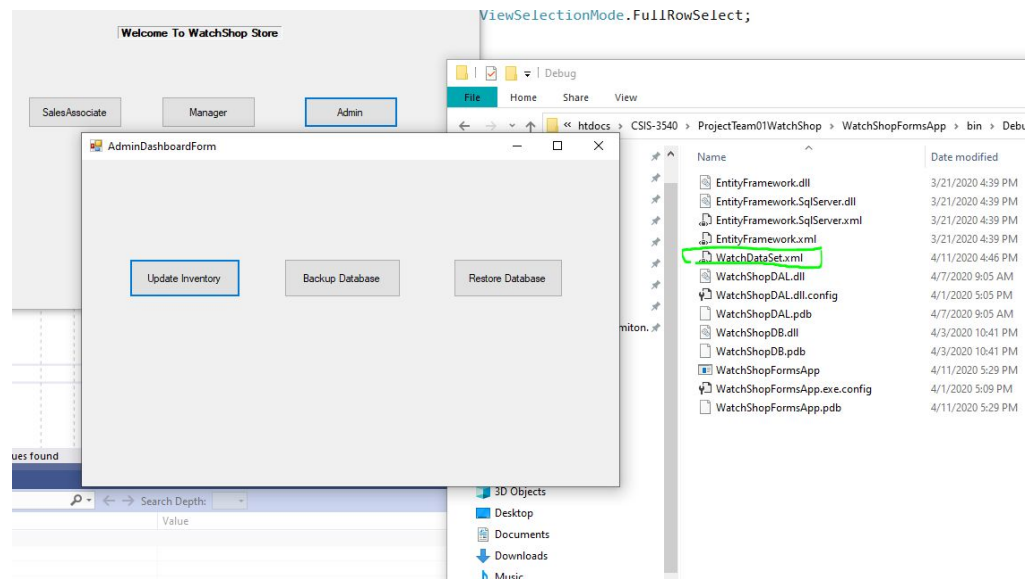 ViewSelectionMode.FullRowSelect;
Welcome To WatchShop Store
SalesAssociate
Manager
Admin
AdminDashboardForm
Update Inventory
Backup Database
Restore Database
ues found
Search Depth:
Value
Debug
File Home Share View
« htdocs > CSIS-3540 > ProjectTeam01WatchShop > WatchShopFormsApp > bin > Debu
Name Date modified
EntityFramework.dll 3/21/2020 4:39 PM
EntityFramework.SqlServer.dll 3/21/2020 4:39 PM
EntityFramework.SqlServer.xml 3/21/2020 4:39 PM
EntityFramework.xml 3/21/2020 4:39 PM
WatchDataSet.xml 4/11/2020 4:46 PM
WatchShopDAL.dll 4/7/2020 9:05 AM
WatchShopDAL.dll.config 4/1/2020 5:05 PM
WatchShopDAL.pdb 4/7/2020 9:05 AM
WatchShopDB.dll 4/3/2020 10:41 PM
WatchShopDB.pdb 4/3/2020 10:41 PM
WatchShopFormsApp 4/11/2020 5:29 PM
WatchShopFormsApp.exe.config 4/1/2020 5:09 PM
WatchShopFormsApp.pdb 4/11/2020 5:29 PM
miton.
3D Objects
Desktop
Documents
Downloads
Music